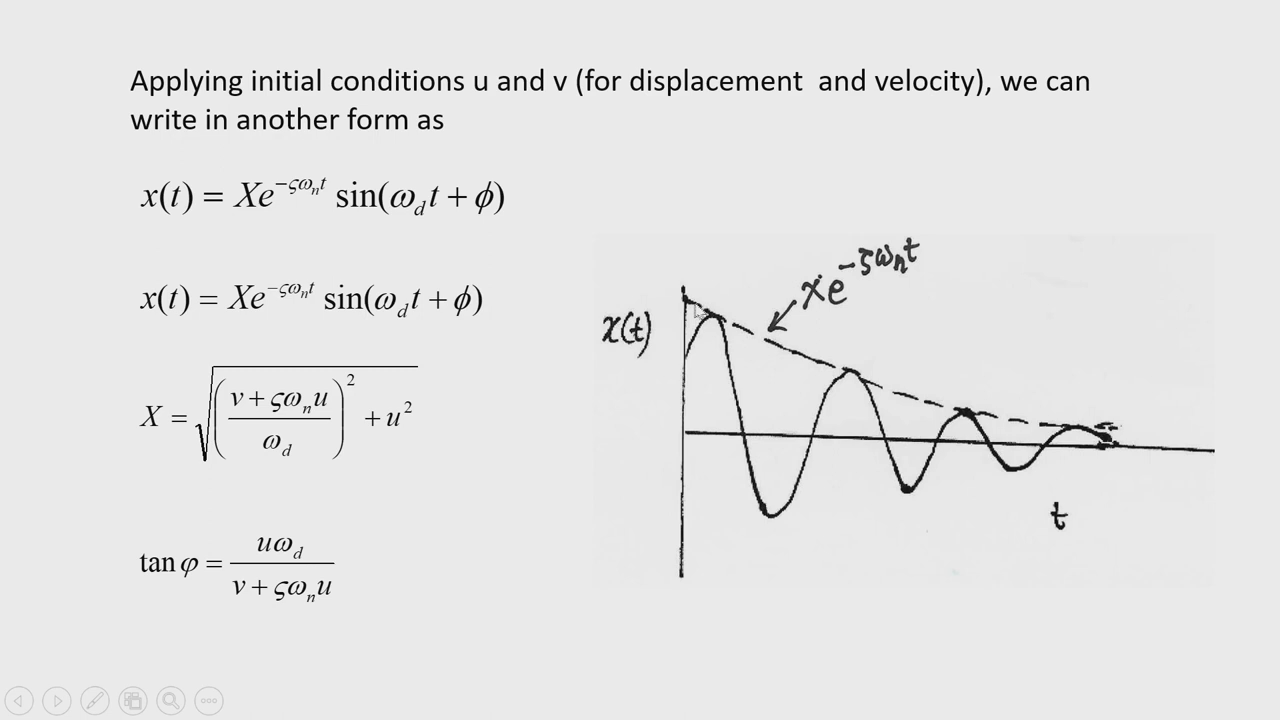 Applying initial conditions u and v (for displacement  and velocity), we can
write in another form as
x(t) = Xe^{-ςω_n t} sin(ω_d t + ϕ)
x(t) = Xe^{-ςω_n t} sin(ω_d t + ϕ)
X = √((v + ςω_n u / ω_d)^2 + u^2)
tan φ = uω_d / v + ςω_n u
Xe^{-ςω_n t}
x(t)
t